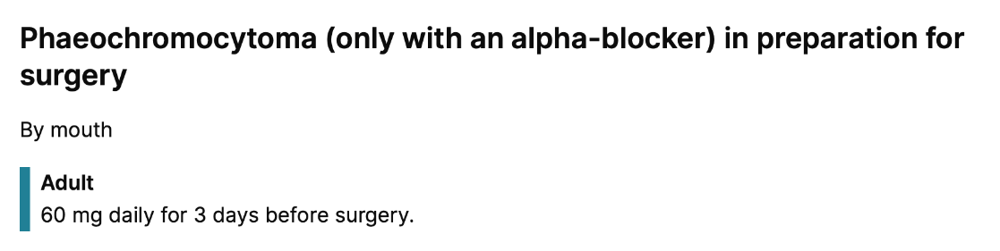 Phaeochromocytoma (only with an alpha-blocker) in preparation for
surgery
By mouth
Adult
60 mg daily for 3 days before surgery.